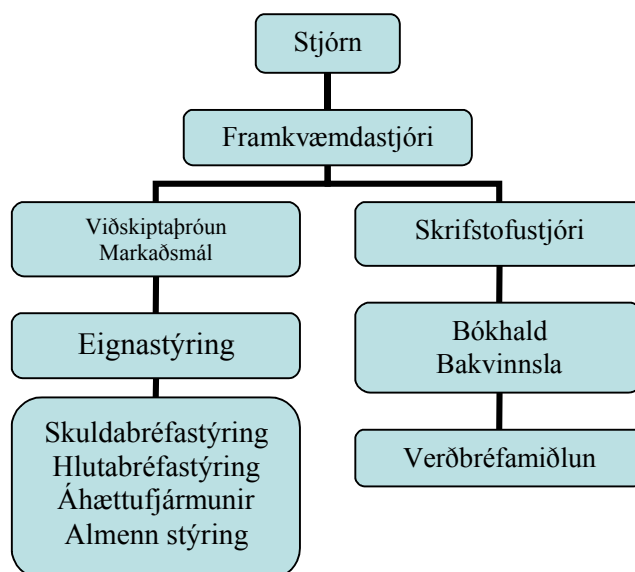 Stjórn
Framkvæmdastjóri
Viðskiptaþróun
Markaðsmál
Skrifstofustjóri
Eignastýring
Bókhald
Bakvinnsla
Skuldabréfastýring
Hlutabréfastýring
Áhættufjármunir
Almenn stýring
Verðbréfamiðlun